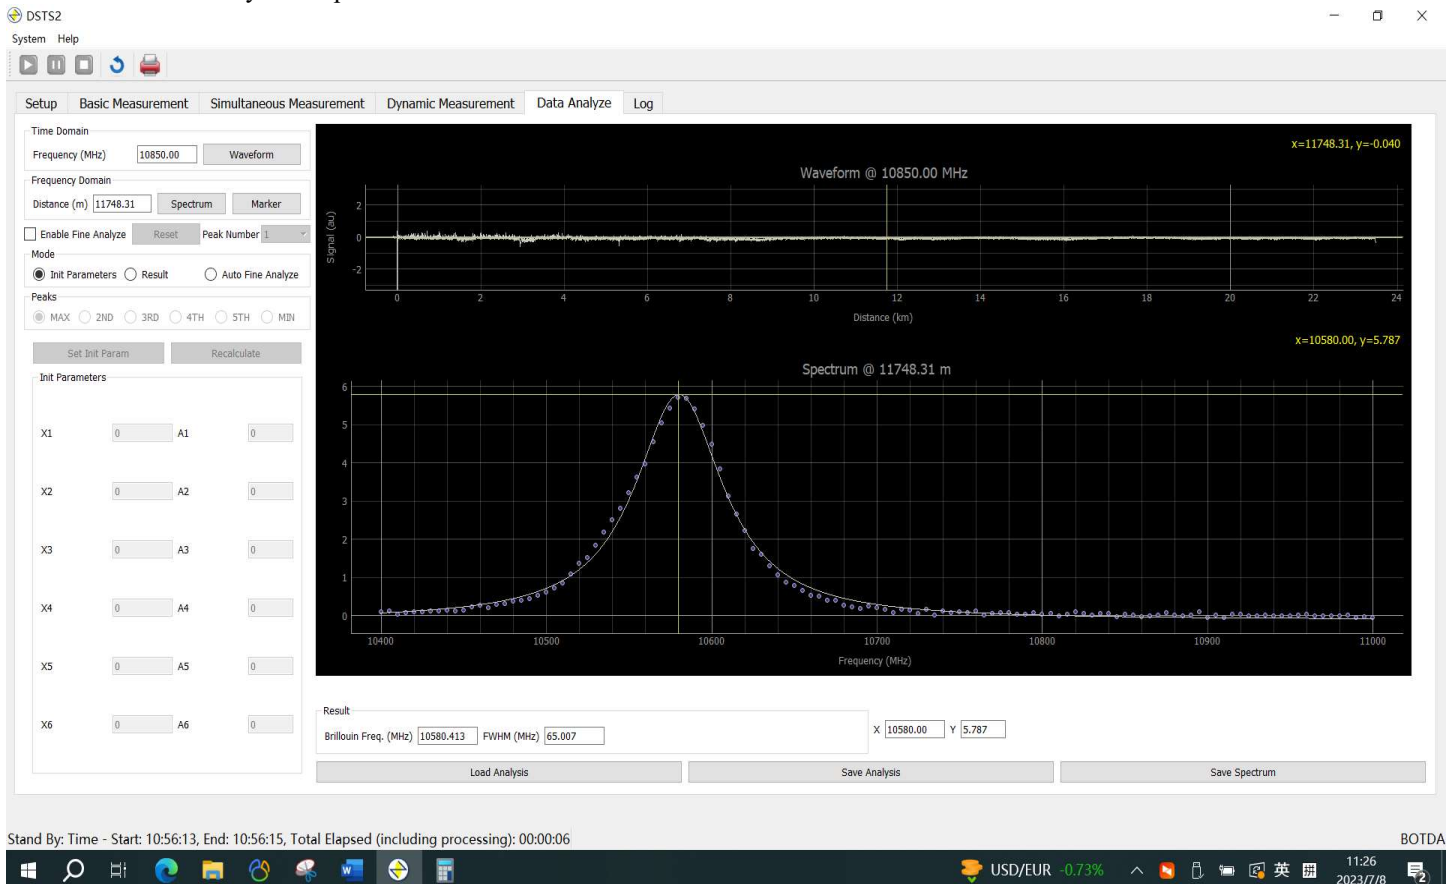 DSTS2
System Help
Setup Basic Measurement Simultaneous Measurement Dynamic Measurement Data Analyze Log
Time Domain
Frequency (MHz) 10850.00 Waveform
Frequency Domain
Distance (m) 11748.31 Spectrum Marker
Enable Fine Analyze Reset Peak Number 1
Mode
Init Parameters Result Auto Fine Analyze
Peaks
MAX 2ND 3RD 4TH 5TH MIN
Set Init Param Recalculate
Init Parameters
X1 0 A1 0
X2 0 A2 0
X3 0 A3 0
X4 0 A4 0
X5 0 A5 0
X6 0 A6 0
x=11748.31, y=-0.040
Waveform @ 10850.00 MHz
Signal (au)
2
0
-2
0 2 4 6 8 10 12 14 16 18 20 22 24
Distance (km)
x=10580.00, y=5.787
Spectrum @ 11748.31 m
6
5
4
3
2
1
0
10400 10500 10600 10700 10800 10900 11000
Frequency (MHz)
Result
Brillouin Freq. (MHz) 10580.413 FWHM (MHz) 65.007
X 10580.00 Y 5.787
Load Analysis Save Analysis Save Spectrum
Stand By: Time - Start: 10:56:13, End: 10:56:15, Total Elapsed (including processing): 00:00:06
BOTDA
USD/EUR -0.73%
英 拼
11:26
2023/7/8
2